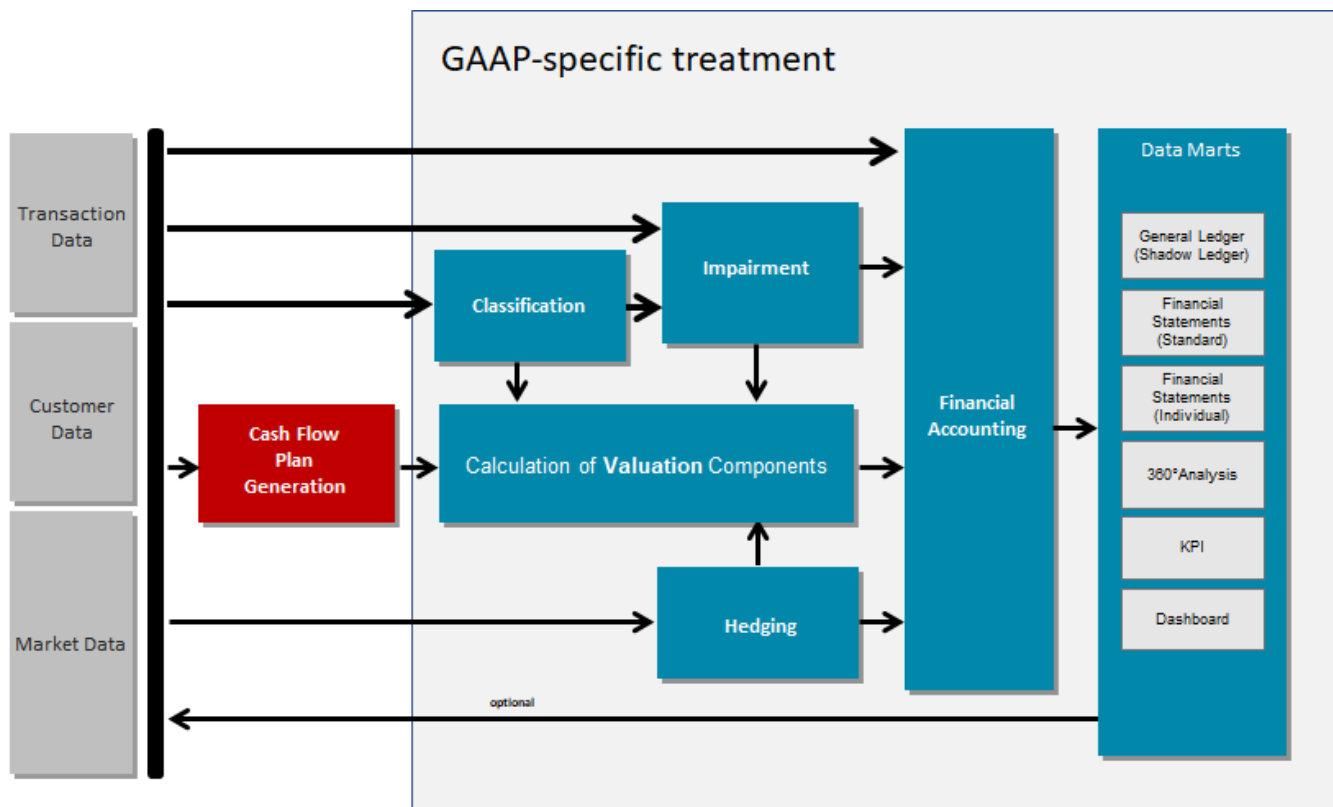 GAAP-specific treatment
Transaction
Data
Customer
Data
Market Data
Cash Flow
Plan
Generation
Classification
Impairment
Calculation of Valuation Components
Hedging
optional
Financial
Accounting
Data Marts
General Ledger
(Shadow Ledger)
Financial
Statements
(Standard)
Financial
Statements
(Individual)
360°Analysis
KPI
Dashboard